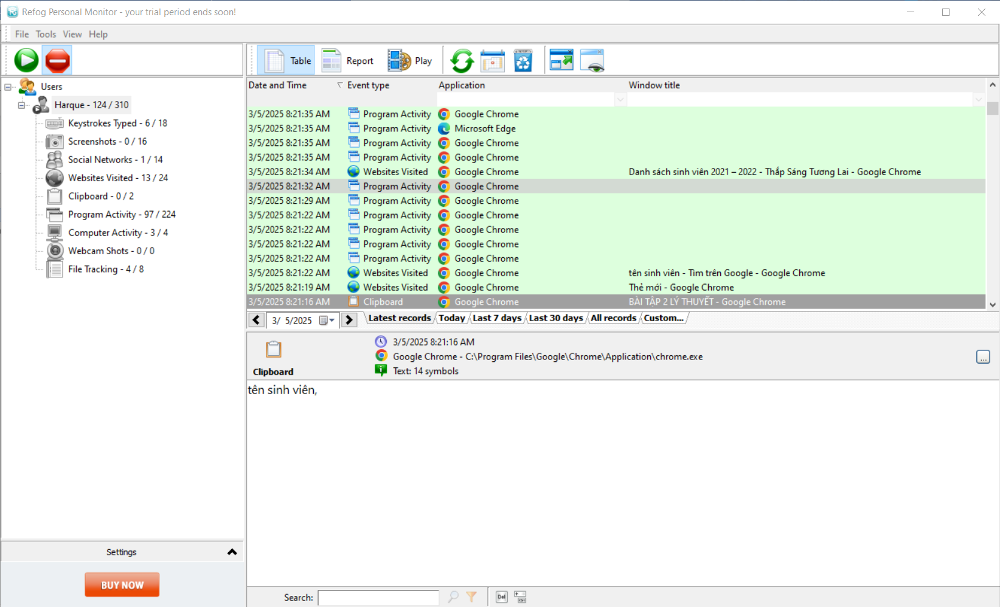 Refog Personal Monitor - your trial period ends soon!
File Tools View Help
Table Report Play
Users
Harque - 124 / 310
Keystrokes Typed - 6 / 18
Screenshots - 0 / 16
Social Networks - 1 / 14
Websites Visited - 13 / 24
Clipboard - 0 / 2
Program Activity - 97 / 224
Computer Activity - 3 / 4
Webcam Shots - 0 / 0
File Tracking - 4 / 8
Settings
BUY NOW
Date and Time Event type Application Window title
3/5/2025 8:21:35 AM Program Activity Google Chrome
3/5/2025 8:21:35 AM Program Activity Microsoft Edge
3/5/2025 8:21:35 AM Program Activity Google Chrome
3/5/2025 8:21:35 AM Program Activity Google Chrome
3/5/2025 8:21:34 AM Websites Visited Google Chrome Danh sách sinh viên 2021 – 2022 - Thắp Sáng Tương Lai - Google Chrome
3/5/2025 8:21:32 AM Program Activity Google Chrome
3/5/2025 8:21:29 AM Program Activity Google Chrome
3/5/2025 8:21:22 AM Program Activity Google Chrome
3/5/2025 8:21:22 AM Program Activity Google Chrome
3/5/2025 8:21:22 AM Program Activity Google Chrome
3/5/2025 8:21:22 AM Program Activity Google Chrome
3/5/2025 8:21:22 AM Websites Visited Google Chrome tên sinh viên - Tìm trên Google - Google Chrome
3/5/2025 8:21:19 AM Websites Visited Google Chrome Thẻ mới - Google Chrome
3/5/2025 8:21:16 AM Clipboard Google Chrome BÀI TẬP 2 LÝ THUYẾT - Google Chrome
3/ 5/2025 Latest records Today Last 7 days Last 30 days All records Custom...
Clipboard
3/5/2025 8:21:16 AM
Google Chrome - C:\Program Files\Google\Chrome\Application\chrome.exe
Text: 14 symbols
...
tên sinh viên,
Search:
Del